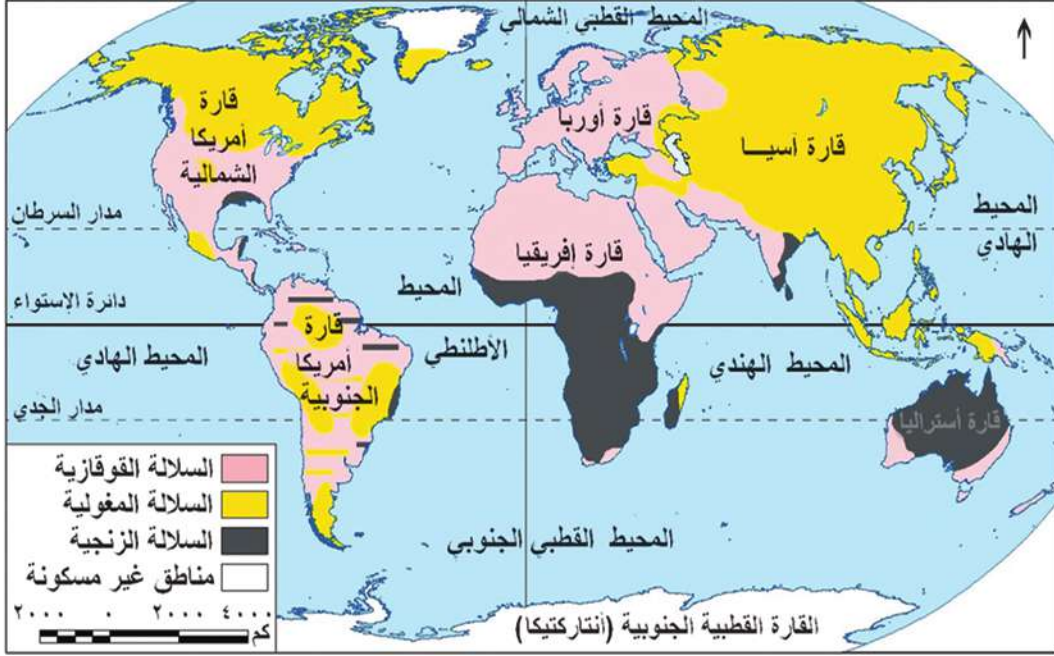 المحيط القطبي الشمالي
قارة
أمريكا
الشمالية
قارة أوربا
قارة أسيـــا
مدار السرطان
المحيط
الهادي
قارة إفريقيا
دائرة الإستواء
المحيط
الأطلنطي
قارة
أمريكا
الجنوبية
المحيط الهادي
المحيط الهندي
مدار الجدي
قارة أستراليا
السلالة القوقازية
السلالة المغولية
السلالة الزنجية
مناطق غير مسكونة
٢٠٠٠ ٠ ٢٠٠٠ ٤٠٠٠
كم
المحيط القطبي الجنوبي
القارة القطبية الجنوبية (أنتاركتيكا)